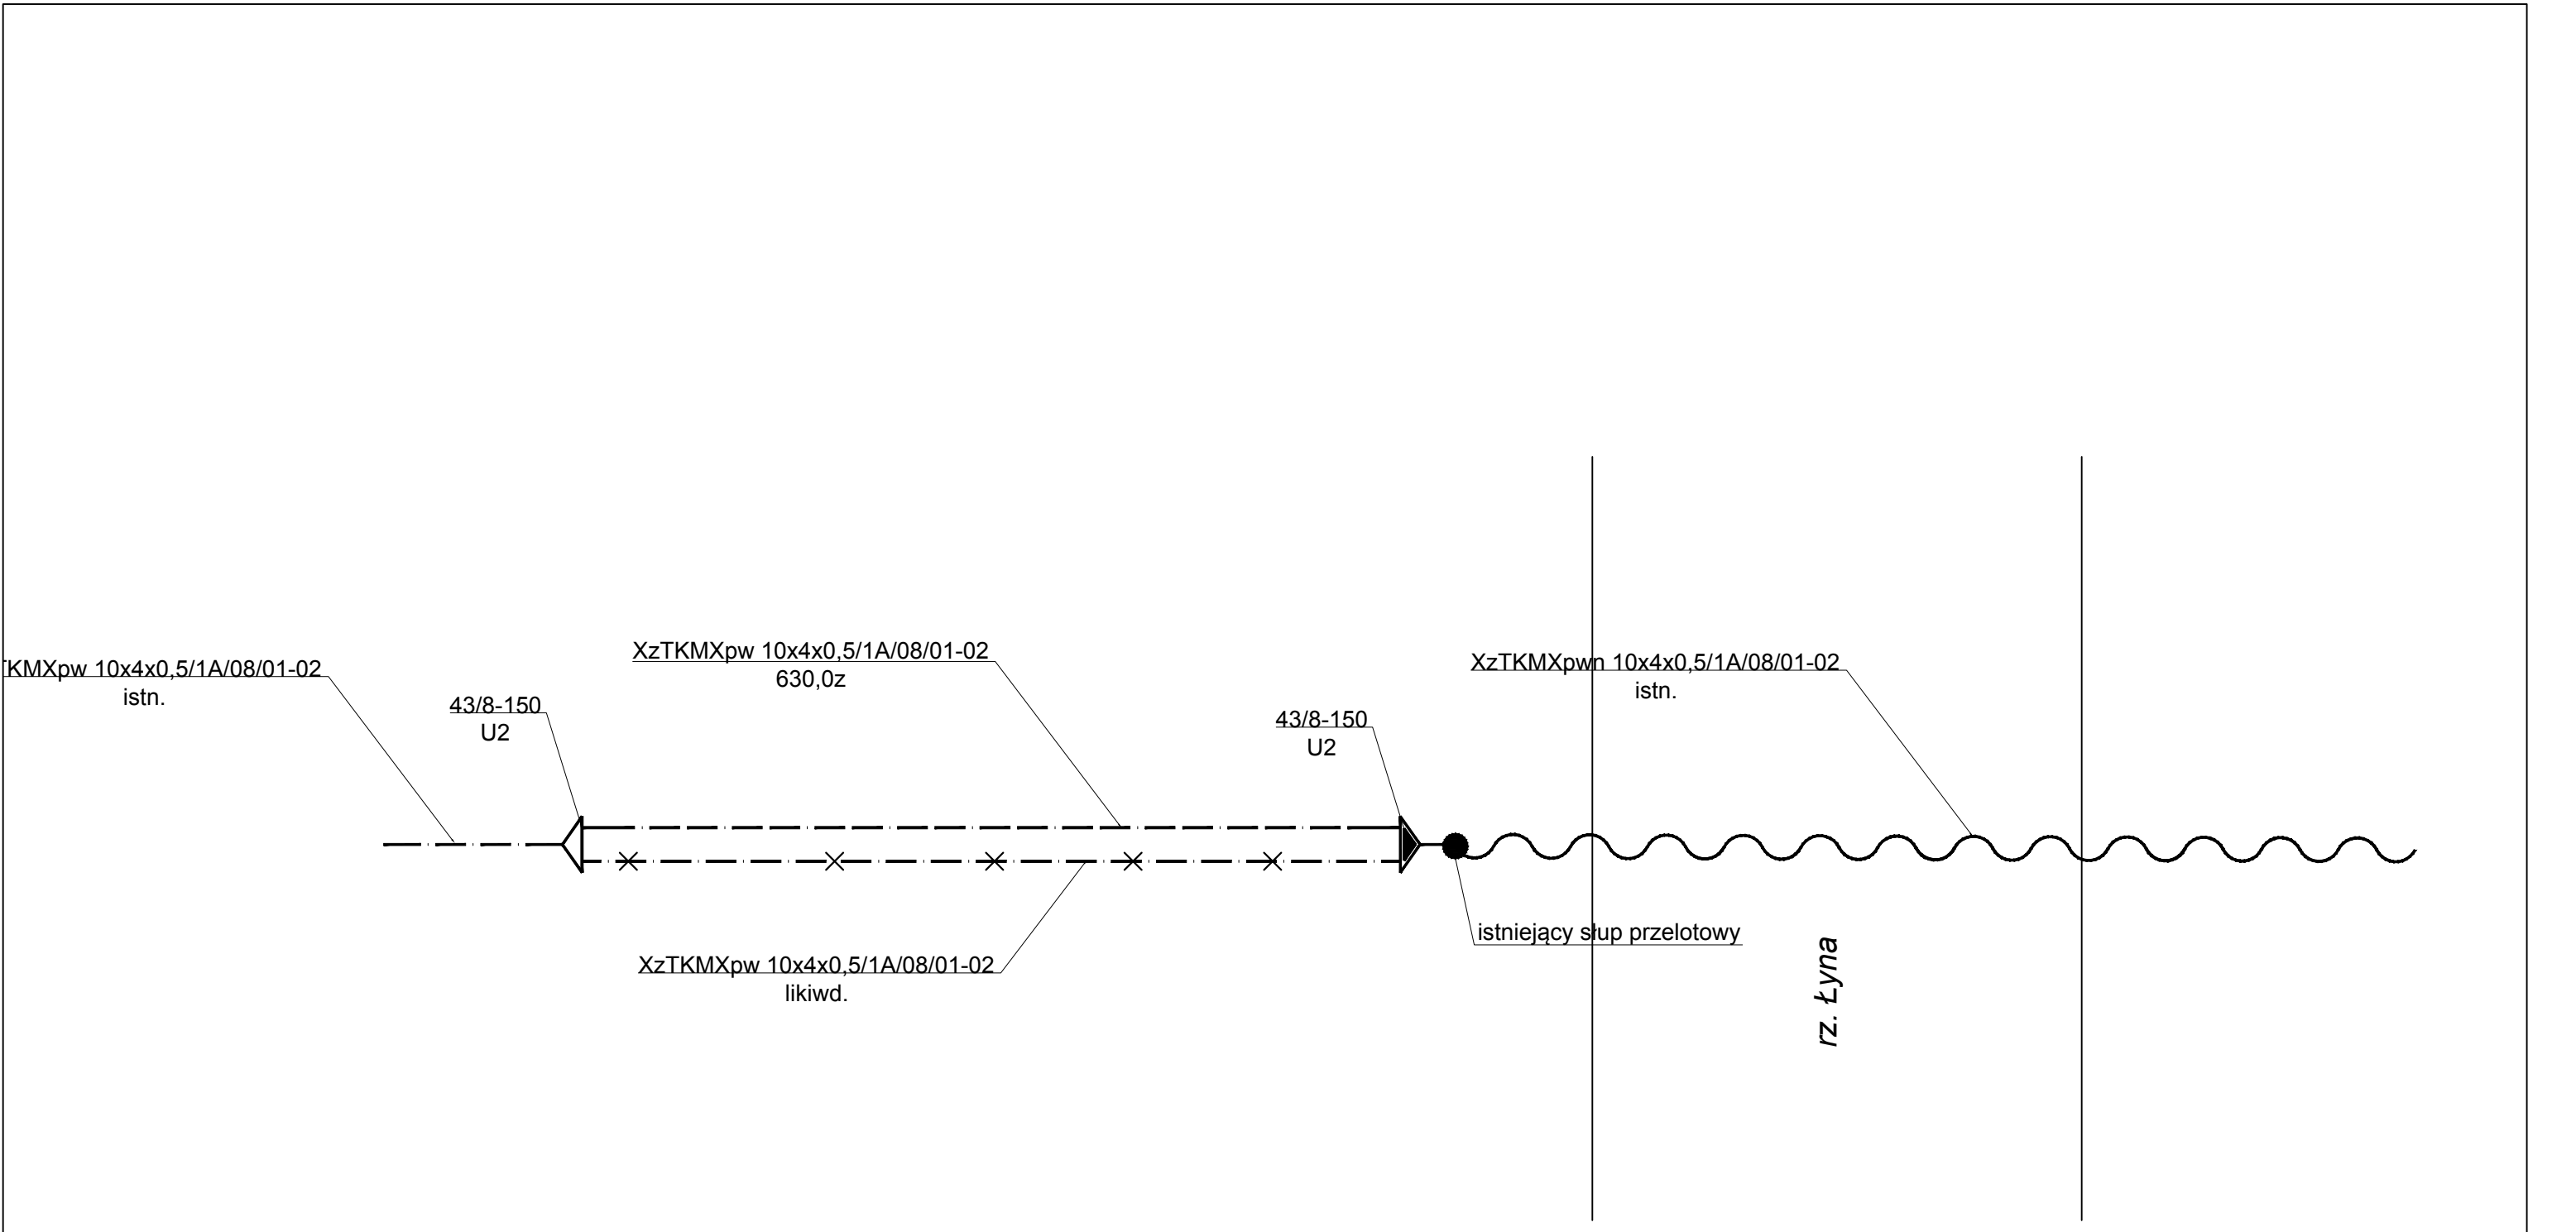 XzTKMXpw 10x4x0,5/1A/08/01-02
630,0z
KMXpw 10x4x0,5/1A/08/01-02
istn.
XzTKMXpwn 10x4x0,5/1A/08/01-02
istn.
43/8-150
U2
43/8-150
U2
istniejący słup przelotowy
XzTKMXpw 10x4x0,5/1A/08/01-02
likiwd.
rz. Łyna